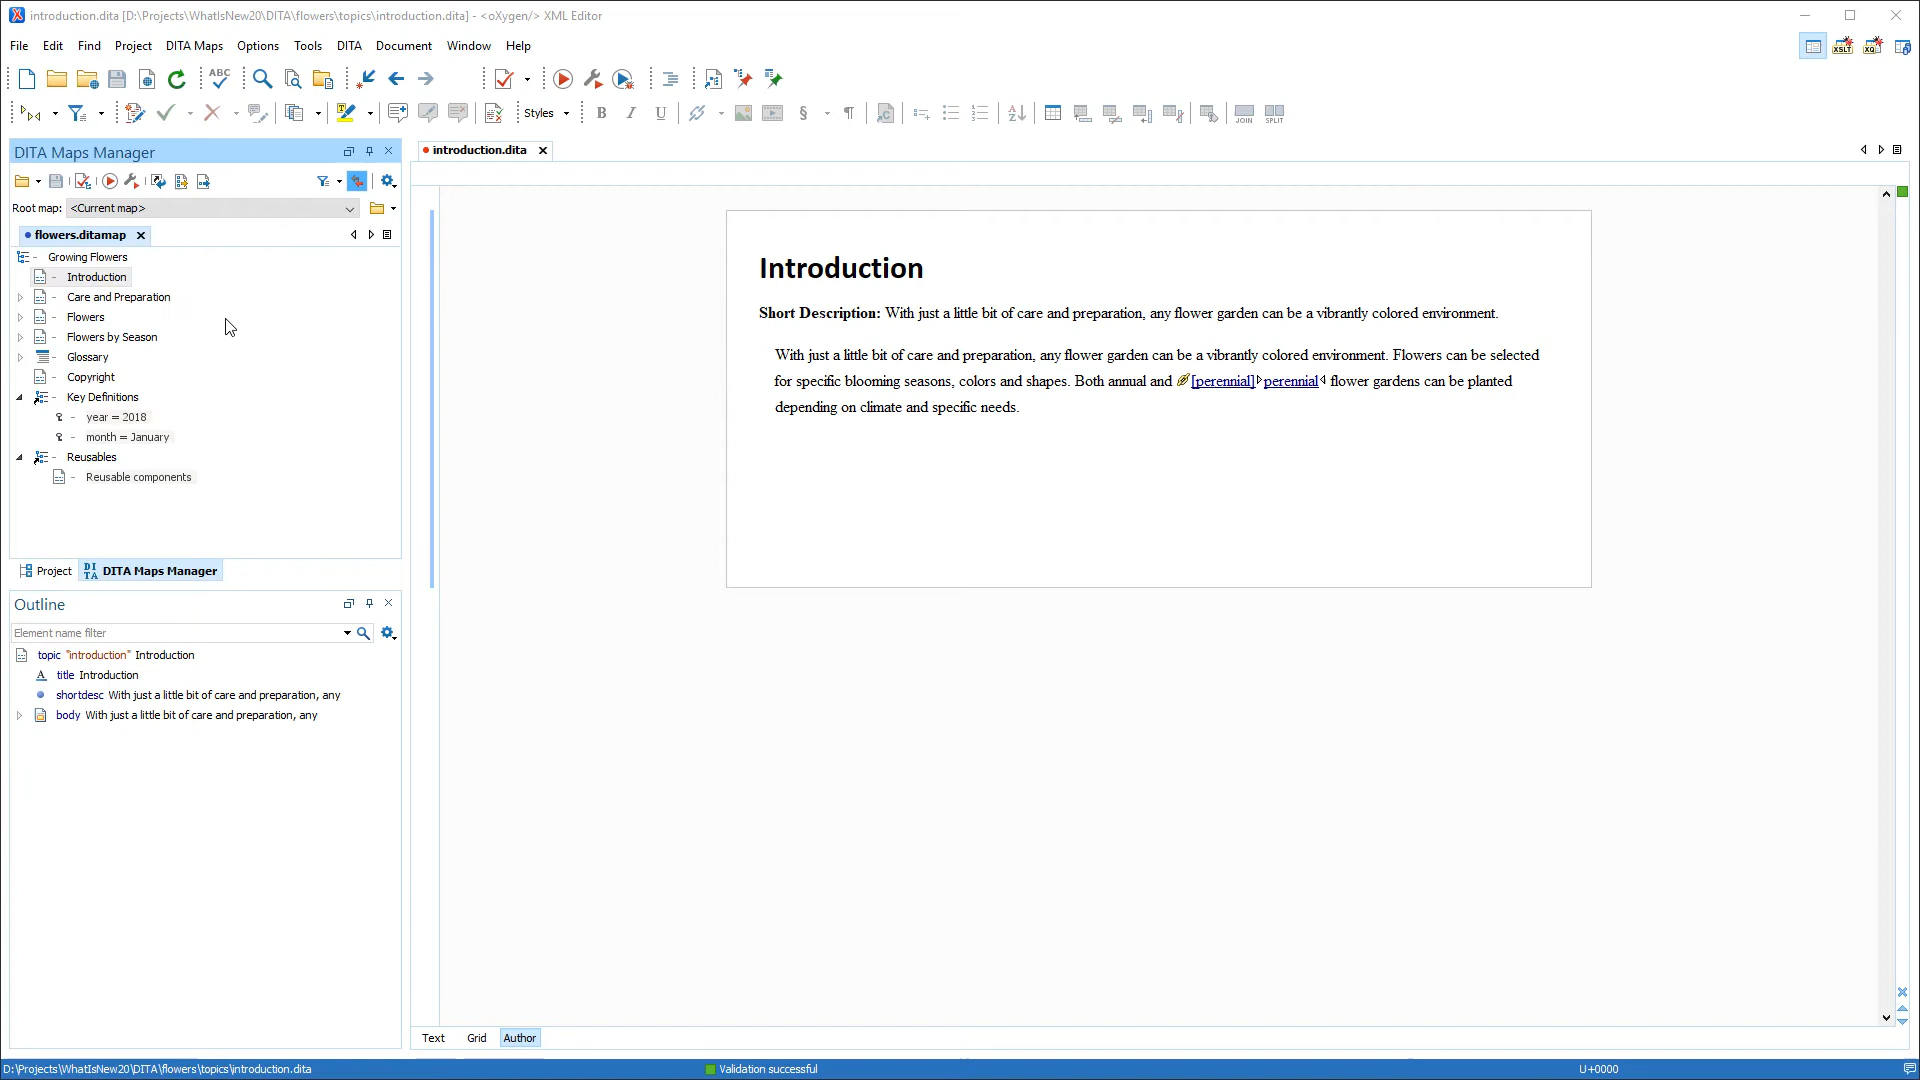 introduction.dita [D:\Projects\WhatIsNew20\DITA\flowers\topics\introduction.dita] - <oXygen/> XML Editor
File Edit Find Project DITA Maps Options Tools DITA Document Window Help
XSLT XQ
ABC
Styles B I U § ¶ JOIN SPLIT
DITA Maps Manager
Root map: <Current map>
flowers.ditamap
Growing Flowers
Introduction
Care and Preparation
Flowers
Flowers by Season
Glossary
Copyright
Key Definitions
year = 2018
month = January
Reusables
Reusable components
Project DITA DITA Maps Manager
Outline
Element name filter
topic "introduction" Introduction
title Introduction
shortdesc With just a little bit of care and preparation, any
body With just a little bit of care and preparation, any
introduction.dita
Introduction
Short Description: With just a little bit of care and preparation, any flower garden can be a vibrantly colored environment.
With just a little bit of care and preparation, any flower garden can be a vibrantly colored environment. Flowers can be selected
for specific blooming seasons, colors and shapes. Both annual and [perennial] perennial flower gardens can be planted
depending on climate and specific needs.
Text Grid Author
D:\Projects\WhatIsNew20\DITA\flowers\topics\introduction.dita Validation successful U+0000